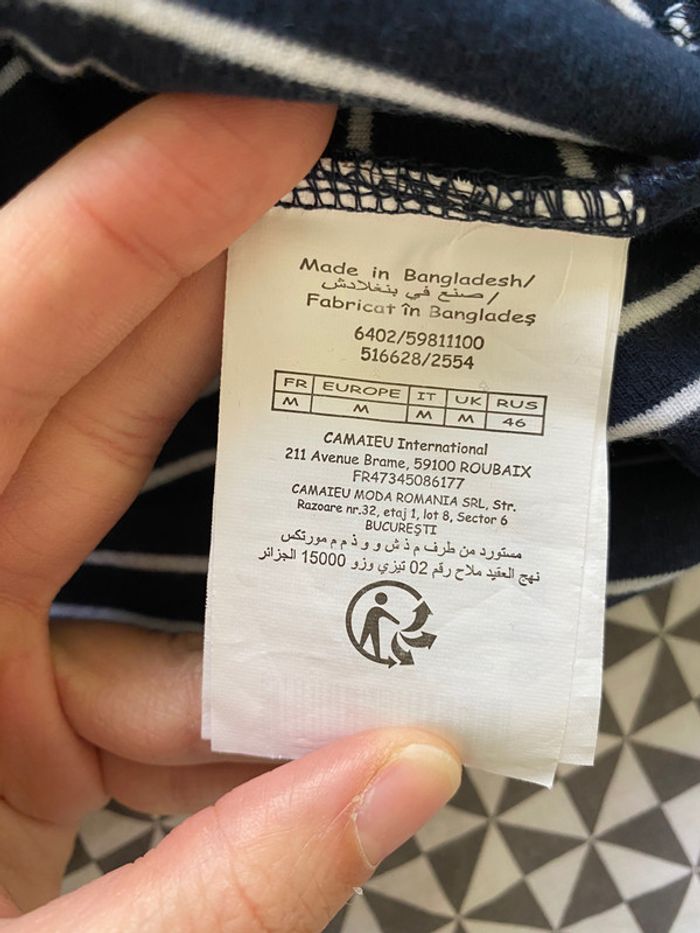 Made in Bangladesh/
صنع في بنغلادش/
Fabricat în Bangladeş
6402/59811100
516628/2554
FR EUROPE IT UK RUS
M M M M 46
CAMAIEU International
211 Avenue Brame, 59100 ROUBAIX
FR47345086177
CAMAIEU MODA ROMANIA SRL, Str.
Razoare nr.32, etaj 1, lot 8, Sector 6
BUCUREŞTI
مستورد من طرف م ذ ش و و ذ م م مورتكس
نهج العقيد ملاح رقم 02 تيزي وزو 15000 الجزائر